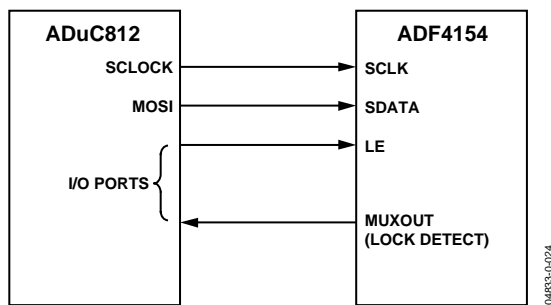 ADuC812
ADF4154
SCLOCK
SCLK
MOSI
SDATA
LE
I/O PORTS
MUXOUT
(LOCK DETECT)
04833-0-024